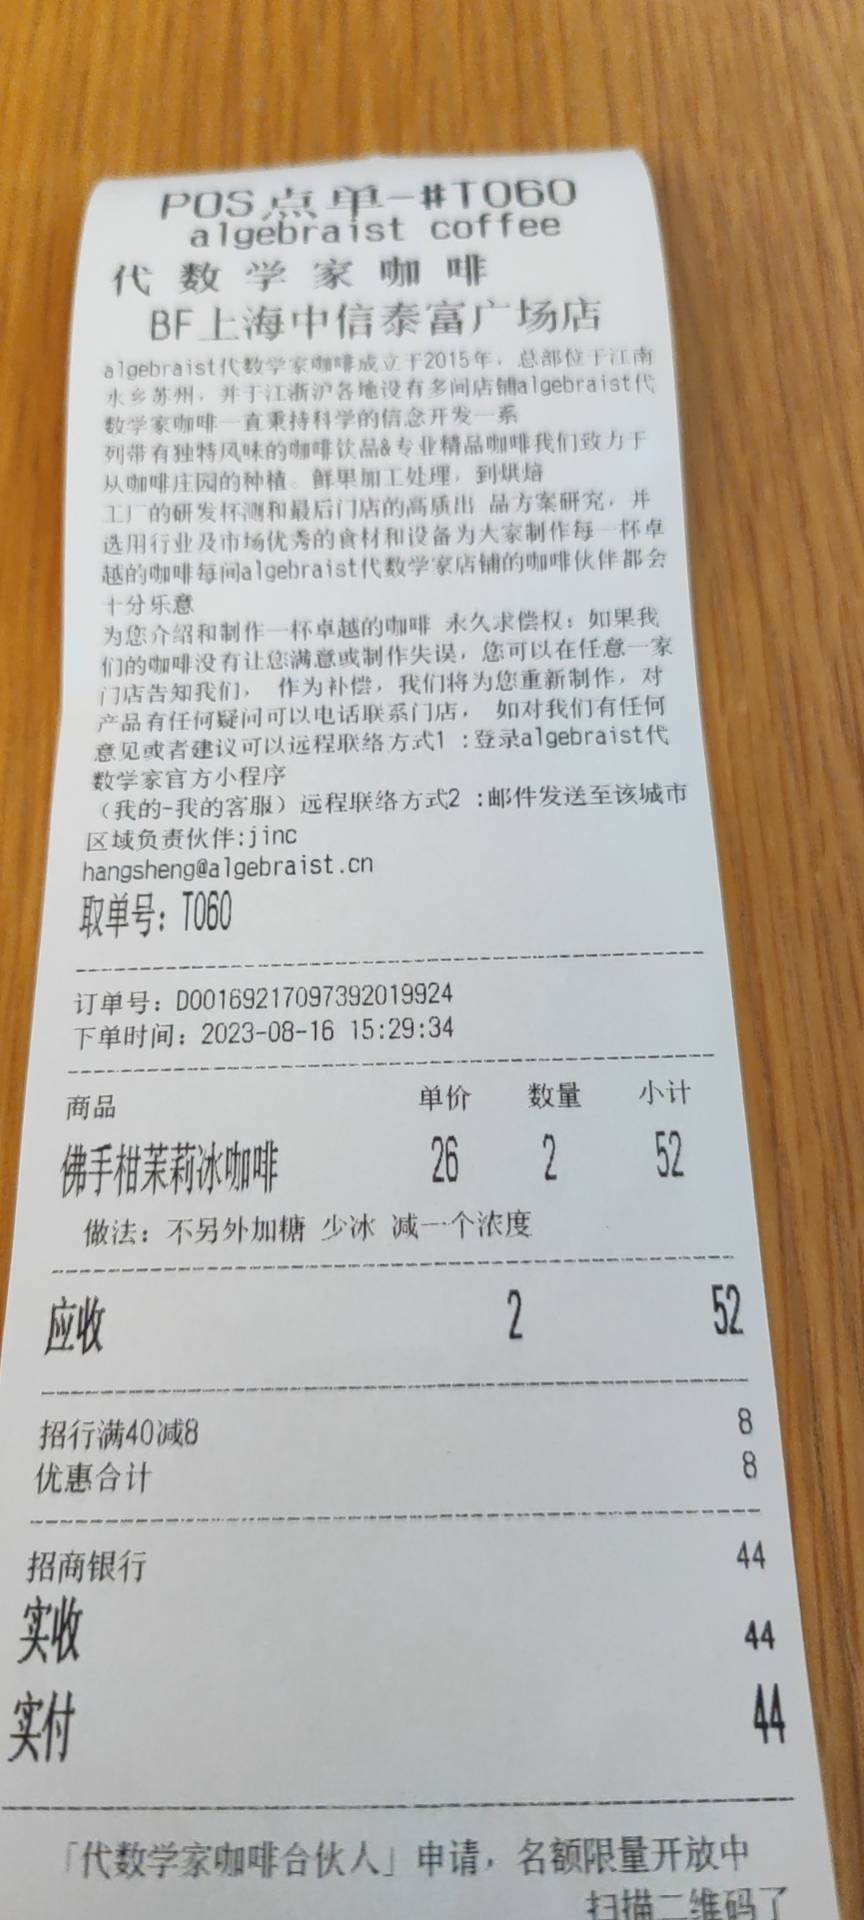 POS点单-#T060
algebraist coffee
代数学家咖啡
BF上海中信泰富广场店
algebraist代数学家咖啡成立于2015年，总部位于江南
水乡苏州，并于江浙沪各地设有多间店铺algebraist代
数学家咖啡一直秉持科学的信念开发一系
列带有独特风味的咖啡饮品&专业精品咖啡我们致力于
从咖啡庄园的种植。鲜果加工处理，到烘焙
工厂的研发杯测和最后门店的高质出 品方案研究，并
选用行业及市场优秀的食材和设备为大家制作每一杯卓
越的咖啡每间algebraist代数学家店铺的咖啡伙伴都会
十分乐意
为您介绍和制作一杯卓越的咖啡 永久求偿权：如果我
们的咖啡没有让您满意或制作失误，您可以在任意一家
门店告知我们， 作为补偿，我们将为您重新制作，对
产品有任何疑问可以电话联系门店， 如对我们有任何
意见或者建议可以远程联络方式1 :登录algebraist代
数学家官方小程序
（我的-我的客服）远程联络方式2 :邮件发送至该城市
区域负责伙伴:jinc
hangsheng@algebraist.cn
取单号：T060
订单号：D00169217097392019924
下单时间：2023-08-16 15:29:34
商品 单价 数量 小计
佛手柑茉莉冰咖啡 26 2 52
做法：不另外加糖 少冰 减一个浓度
应收 2 52
招行满40减8 8
优惠合计 8
招商银行 44
实收 44
实付 44
「代数学家咖啡合伙人」申请，名额限量开放中
扫描二维码了